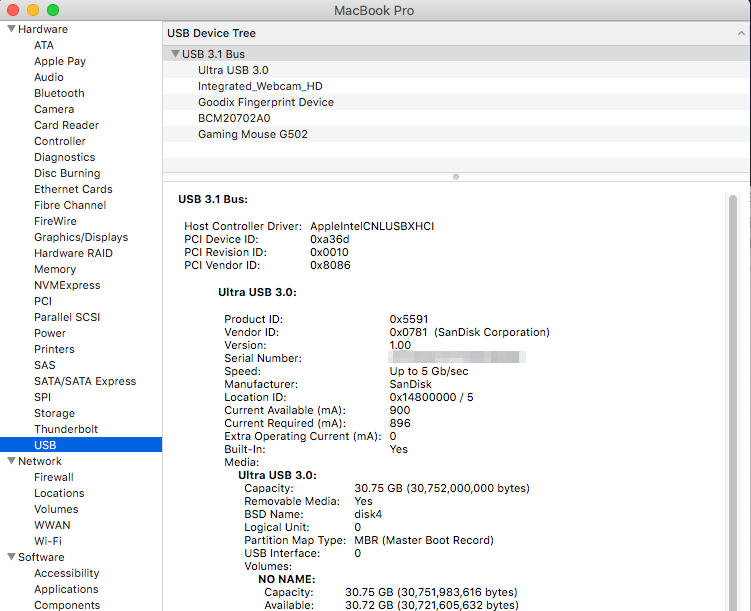 MacBook Pro
Hardware
ATA
Apple Pay
Audio
Bluetooth
Camera
Card Reader
Controller
Diagnostics
Disc Burning
Ethernet Cards
Fibre Channel
FireWire
Graphics/Displays
Hardware RAID
Memory
NVMExpress
PCI
Parallel SCSI
Power
Printers
SAS
SATA/SATA Express
SPI
Storage
Thunderbolt
USB
Network
Firewall
Locations
Volumes
WWAN
Wi-Fi
Software
Accessibility
Applications
Components
USB Device Tree
USB 3.1 Bus
Ultra USB 3.0
Integrated_Webcam_HD
Goodix Fingerprint Device
BCM20702A0
Gaming Mouse G502
USB 3.1 Bus:
Host Controller Driver: AppleIntelCNLUSBXHCI
PCI Device ID: 0xa36d
PCI Revision ID: 0x0010
PCI Vendor ID: 0x8086
Ultra USB 3.0:
Product ID: 0x5591
Vendor ID: 0x0781 (SanDisk Corporation)
Version: 1.00
Serial Number:
Speed: Up to 5 Gb/sec
Manufacturer: SanDisk
Location ID: 0x14800000 / 5
Current Available (mA): 900
Current Required (mA): 896
Extra Operating Current (mA): 0
Built-In: Yes
Media:
Ultra USB 3.0:
Capacity: 30.75 GB (30,752,000,000 bytes)
Removable Media: Yes
BSD Name: disk4
Logical Unit: 0
Partition Map Type: MBR (Master Boot Record)
USB Interface: 0
Volumes:
NO NAME:
Capacity: 30.75 GB (30,751,983,616 bytes)
Available: 30.72 GB (30,721,605,632 bytes)